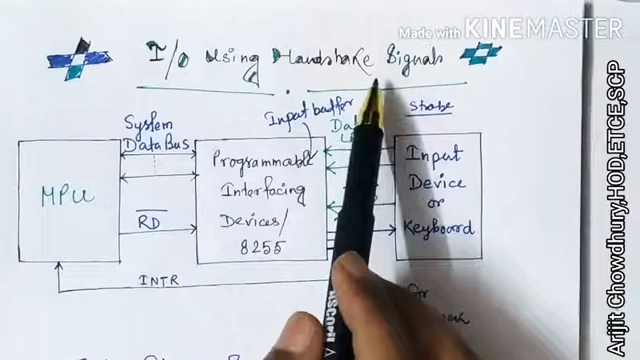 Made with KINEMASTER
I/O Using Handshake Signals
Input buffer
Strobe
System
Data Bus
MPU
Programmable
Interfacing
Devices/
8255
Input
Device
or
Keyboard
RD
INTR
Arijit Chowdhury,HOD,ETCE,SCP